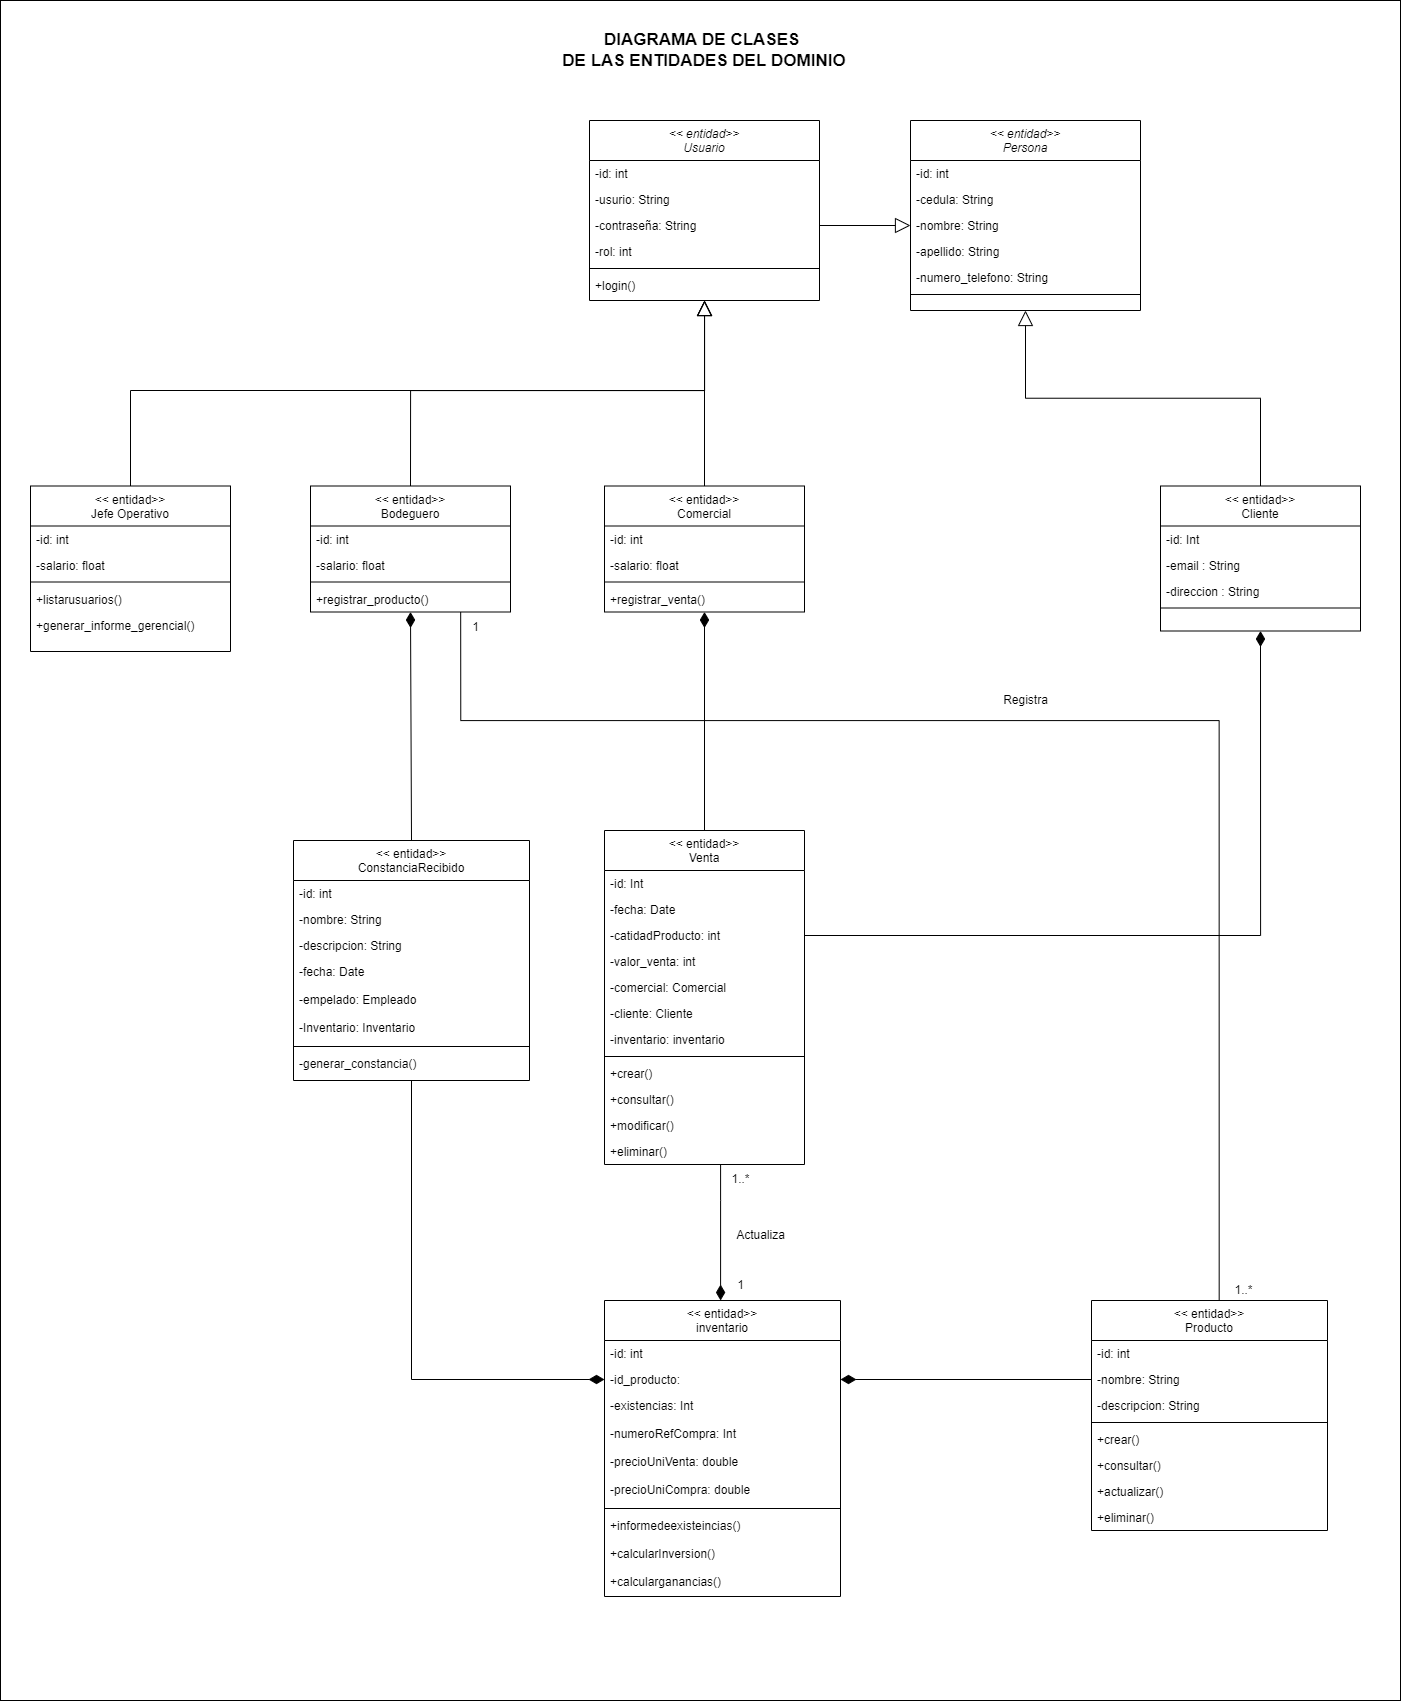 DIAGRAMA DE CLASES
DE LAS ENTIDADES DEL DOMINIO
<< entidad>>
Usuario
-id: int
-usurio: String
-contraseña: String
-rol: int
+login()
<< entidad>>
Persona
-id: int
-cedula: String
-nombre: String
-apellido: String
-numero_telefono: String
<< entidad>>
Jefe Operativo
-id: int
-salario: float
+listarusuarios()
+generar_informe_gerencial()
<< entidad>>
Bodeguero
-id: int
-salario: float
+registrar_producto()
1
<< entidad>>
Comercial
-id: int
-salario: float
+registrar_venta()
<< entidad>>
Cliente
-id: Int
-email : String
-direccion : String
Registra
<< entidad>>
ConstanciaRecibido
-id: int
-nombre: String
-descripcion: String
-fecha: Date
-empelado: Empleado
-Inventario: Inventario
-generar_constancia()
<< entidad>>
Venta
-id: Int
-fecha: Date
-catidadProducto: int
-valor_venta: int
-comercial: Comercial
-cliente: Cliente
-inventario: inventario
+crear()
+consultar()
+modificar()
+eliminar()
1..*
Actualiza
1
<< entidad>>
inventario
-id: int
-id_producto:
-existencias: Int
-numeroRefCompra: Int
-precioUniVenta: double
-precioUniCompra: double
+informedeexisteincias()
+calcularInversion()
+calcularganancias()
1..*
<< entidad>>
Producto
-id: int
-nombre: String
-descripcion: String
+crear()
+consultar()
+actualizar()
+eliminar()